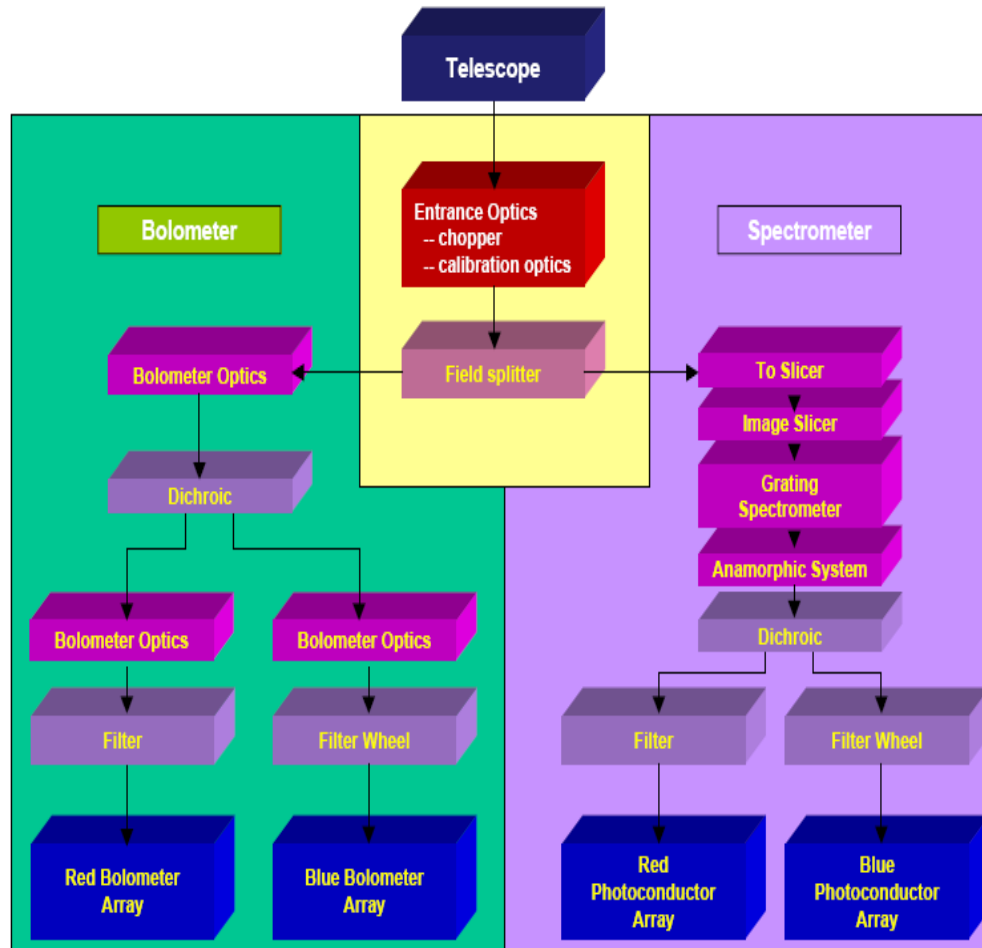 Telescope
Bolometer
Entrance Optics
-- chopper
-- calibration optics
Spectrometer
Bolometer Optics
Field splitter
To Slicer
Image Slicer
Grating
Spectrometer
Anamorphic System
Dichroic
Dichroic
Bolometer Optics
Bolometer Optics
Filter
Filter Wheel
Filter
Filter Wheel
Red Bolometer
Array
Blue Bolometer
Array
Red
Photoconductor
Array
Blue
Photoconductor
Array